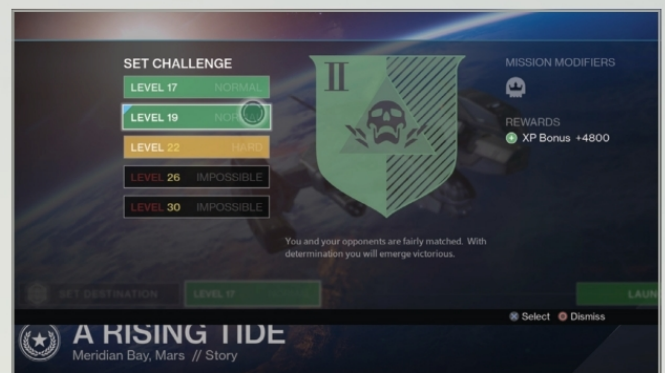 SET CHALLENGE
LEVEL 17 NORMAL
LEVEL 19 NORMAL
LEVEL 22 HARD
LEVEL 26 IMPOSSIBLE
LEVEL 30 IMPOSSIBLE
II
MISSION MODIFIERS
REWARDS
XP Bonus +4800
You and your opponents are fairly matched. With
determination you will emerge victorious.
SET DESTINATION LEVEL 17 LAUN
Select Dismiss
A RISING TIDE
Meridian Bay, Mars // Story